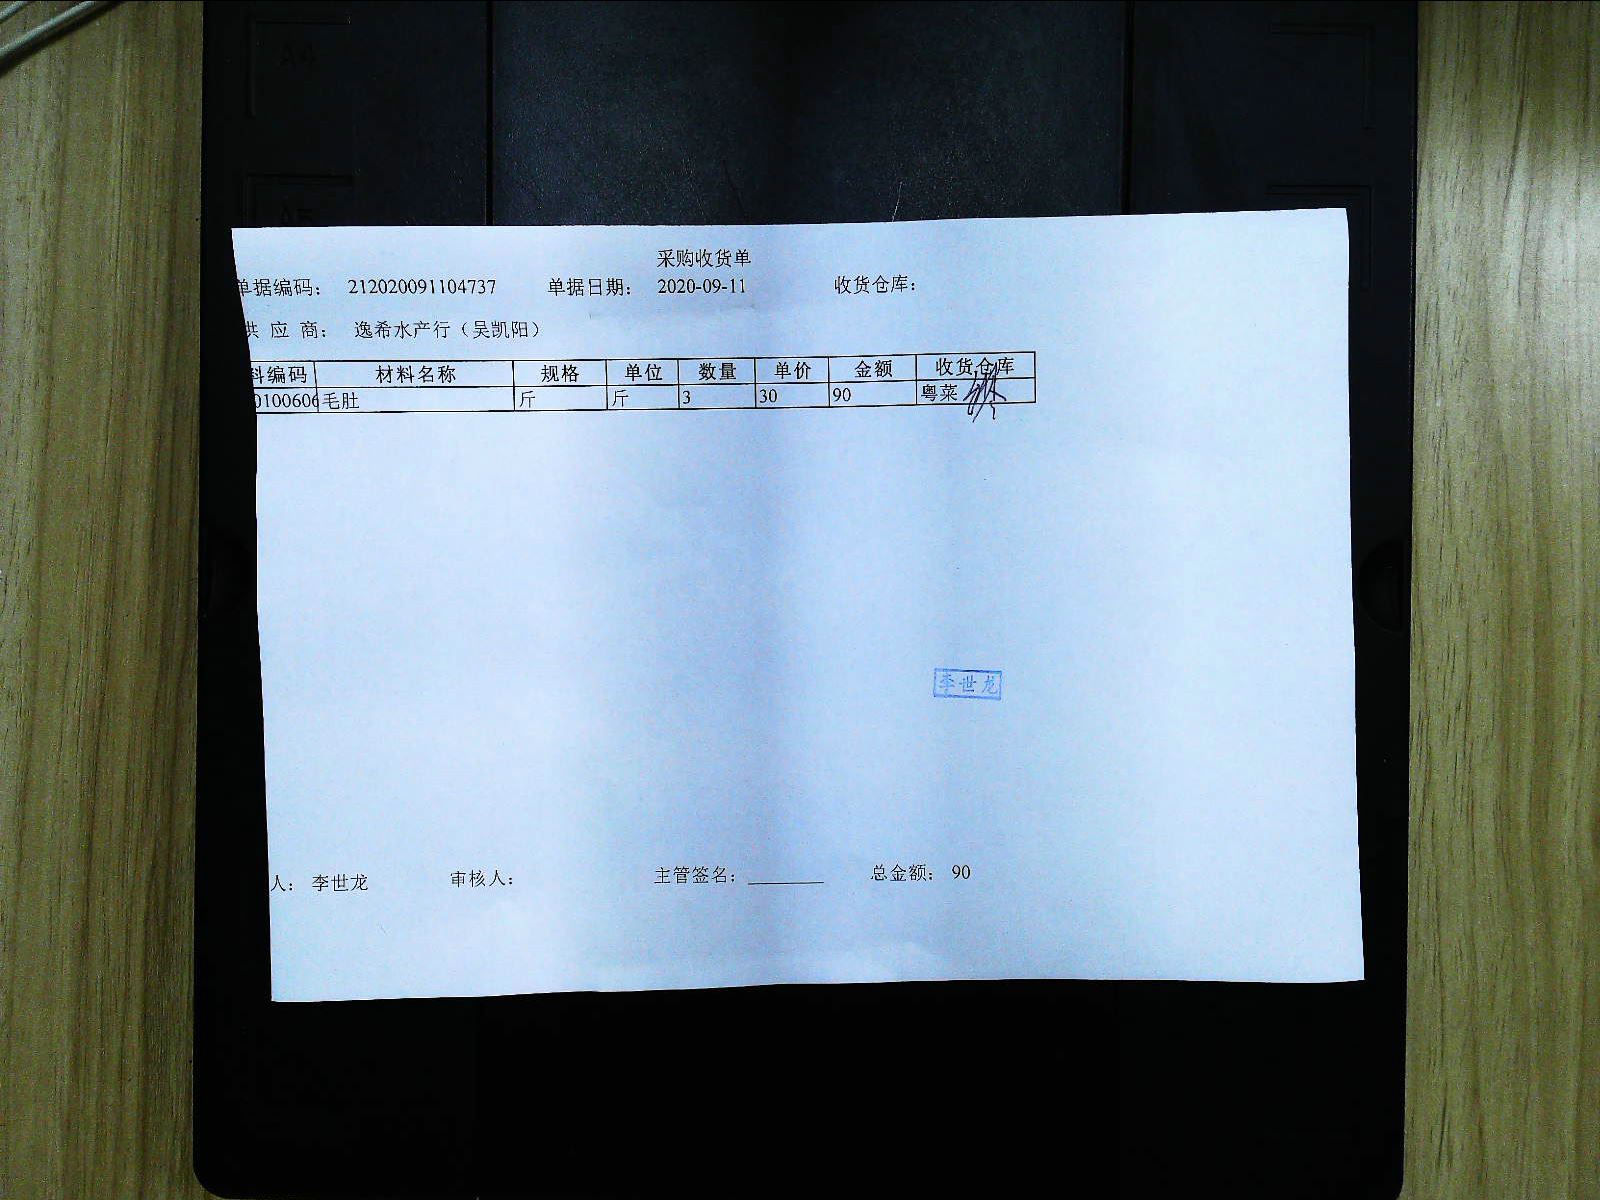 采购收货单
单据编码： 212020091104737 单据日期： 2020-09-11 收货仓库：
供 应 商： 逸希水产行（吴凯阳）
料编码 材料名称 规格 单位 数量 单价 金额 收货仓库
0100606 毛肚 斤 斤 3 30 90 粤菜
李世龙
人： 李世龙 审核人： 主管签名： 总金额： 90